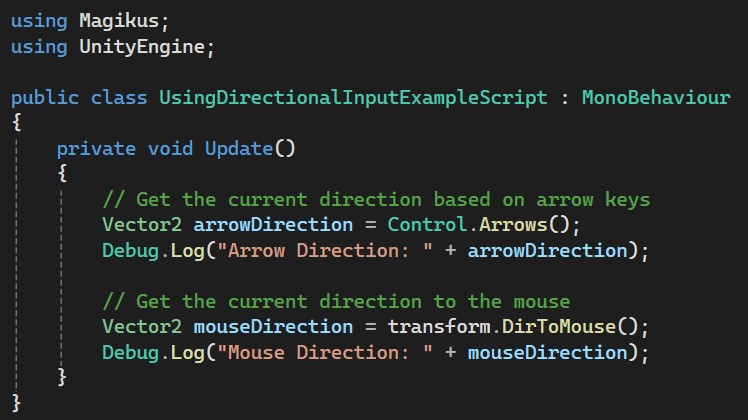 using Magikus;
using UnityEngine;
public class UsingDirectionalInputExampleScript : MonoBehaviour
{
private void Update()
{
// Get the current direction based on arrow keys
Vector2 arrowDirection = Control.Arrows();
Debug.Log("Arrow Direction: " + arrowDirection);
// Get the current direction to the mouse
Vector2 mouseDirection = transform.DirToMouse();
Debug.Log("Mouse Direction: " + mouseDirection);
}
}